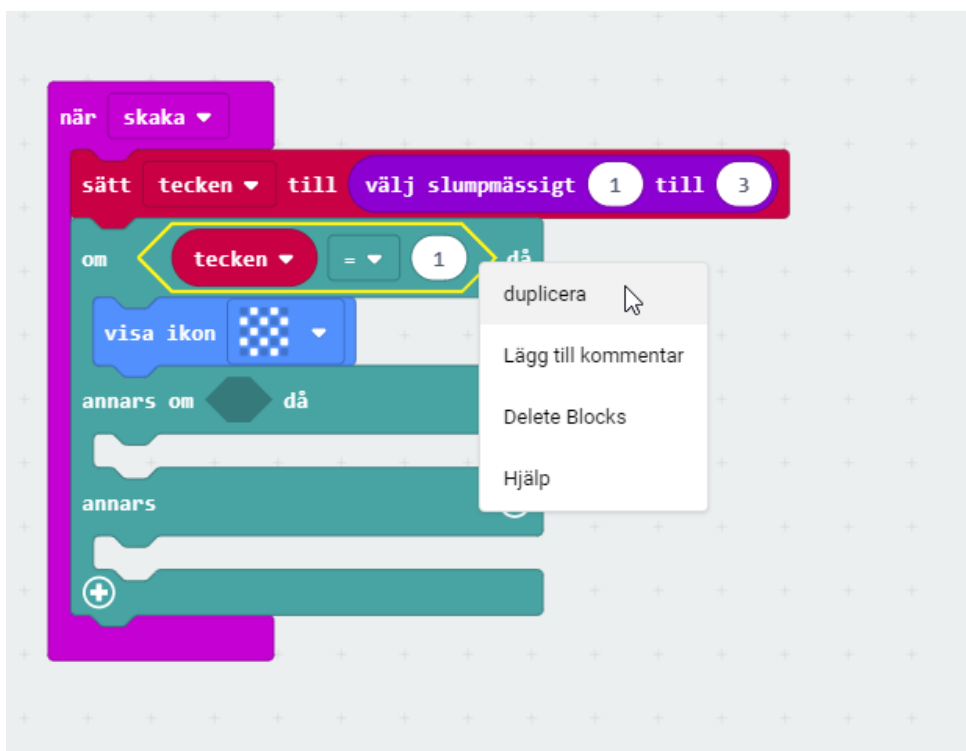 när skaka
sätt tecken till välj slumpmässigt 1 till 3
om tecken = 1 då
duplicera
visa ikon
Lägg till kommentar
annars om då
Delete Blocks
Hjälp
annars